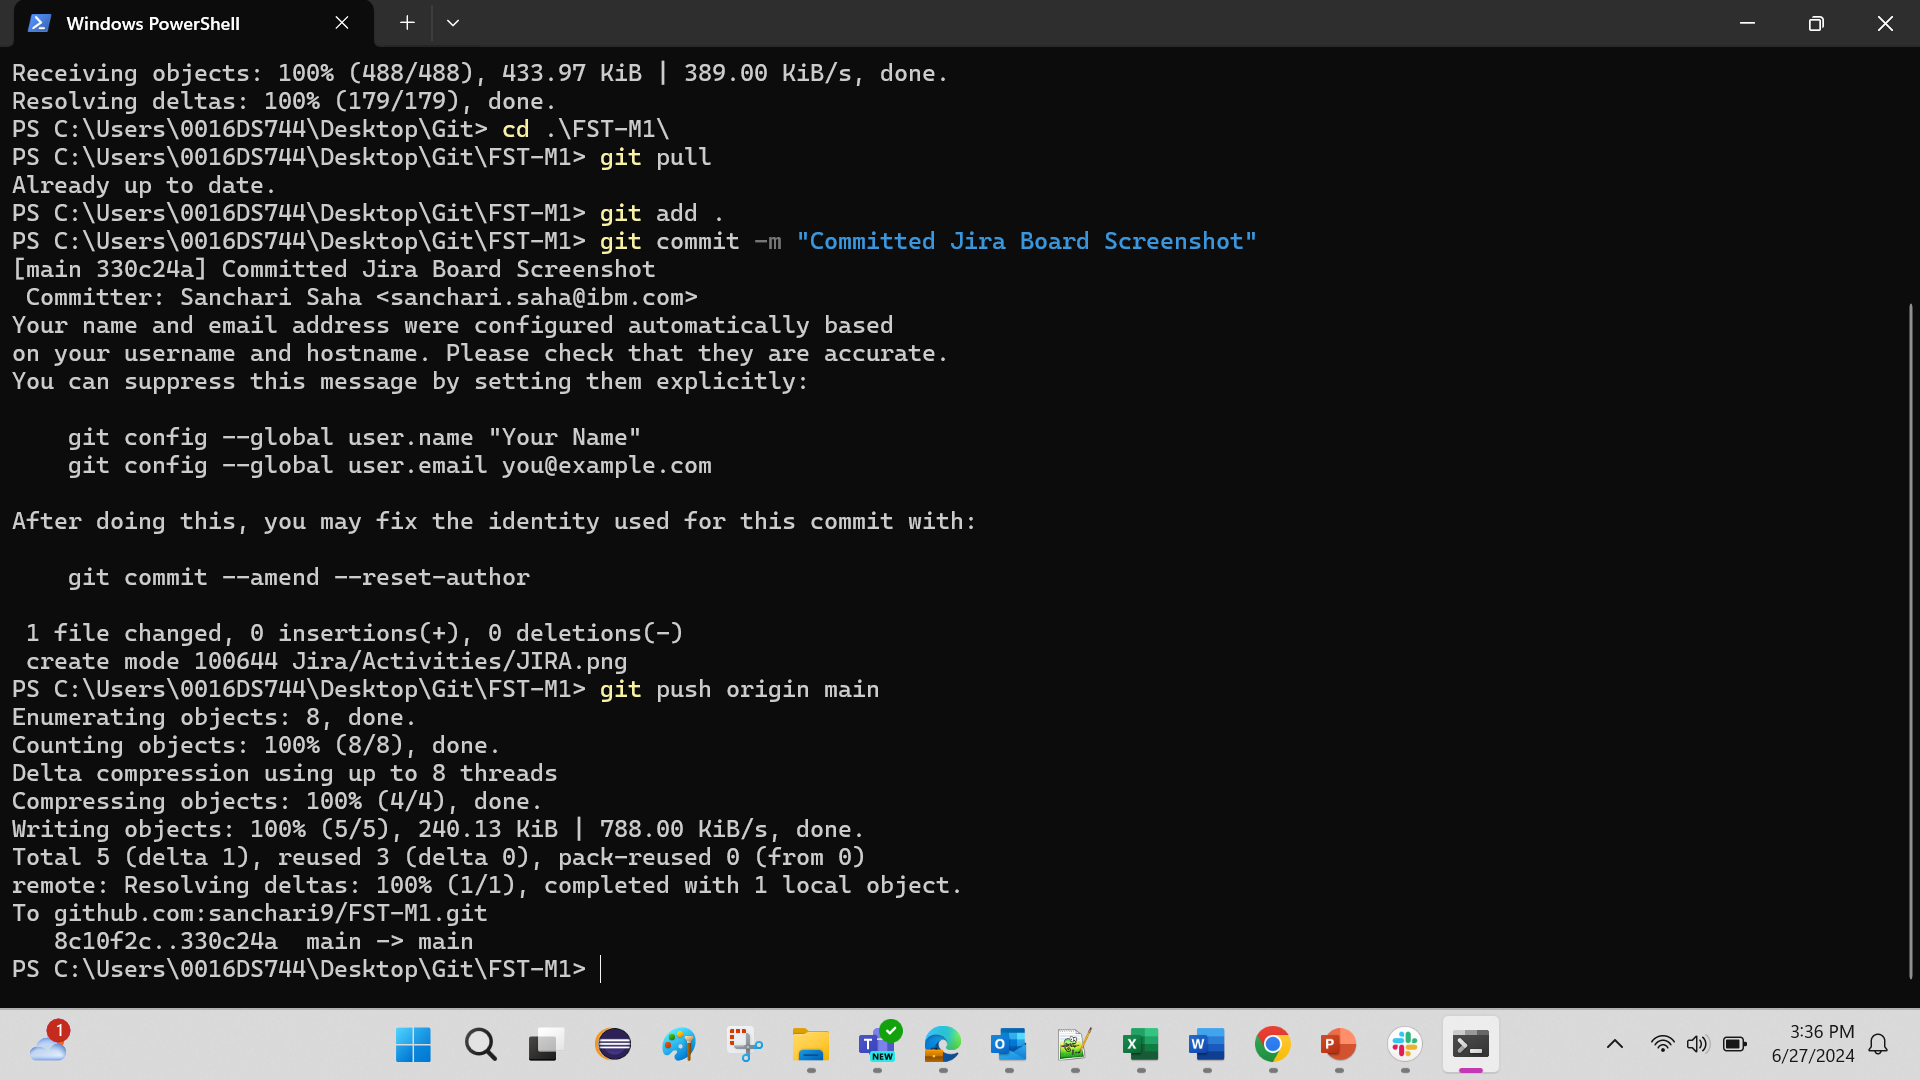 Windows PowerShell
Receiving objects: 100% (488/488), 433.97 KiB | 389.00 KiB/s, done.
Resolving deltas: 100% (179/179), done.
PS C:\Users\0016DS744\Desktop\Git> cd .\FST-M1\
PS C:\Users\0016DS744\Desktop\Git\FST-M1> git pull
Already up to date.
PS C:\Users\0016DS744\Desktop\Git\FST-M1> git add .
PS C:\Users\0016DS744\Desktop\Git\FST-M1> git commit -m "Committed Jira Board Screenshot"
[main 330c24a] Committed Jira Board Screenshot
 Committer: Sanchari Saha <sanchari.saha@ibm.com>
Your name and email address were configured automatically based
on your username and hostname. Please check that they are accurate.
You can suppress this message by setting them explicitly:
    git config --global user.name "Your Name"
    git config --global user.email you@example.com
After doing this, you may fix the identity used for this commit with:
    git commit --amend --reset-author
 1 file changed, 0 insertions(+), 0 deletions(-)
 create mode 100644 Jira/Activities/JIRA.png
PS C:\Users\0016DS744\Desktop\Git\FST-M1> git push origin main
Enumerating objects: 8, done.
Counting objects: 100% (8/8), done.
Delta compression using up to 8 threads
Compressing objects: 100% (4/4), done.
Writing objects: 100% (5/5), 240.13 KiB | 788.00 KiB/s, done.
Total 5 (delta 1), reused 3 (delta 0), pack-reused 0 (from 0)
remote: Resolving deltas: 100% (1/1), completed with 1 local object.
To github.com:sanchari9/FST-M1.git
   8c10f2c..330c24a  main -> main
PS C:\Users\0016DS744\Desktop\Git\FST-M1>
1
T
NEW
O
X
W
P
3:36 PM
6/27/2024